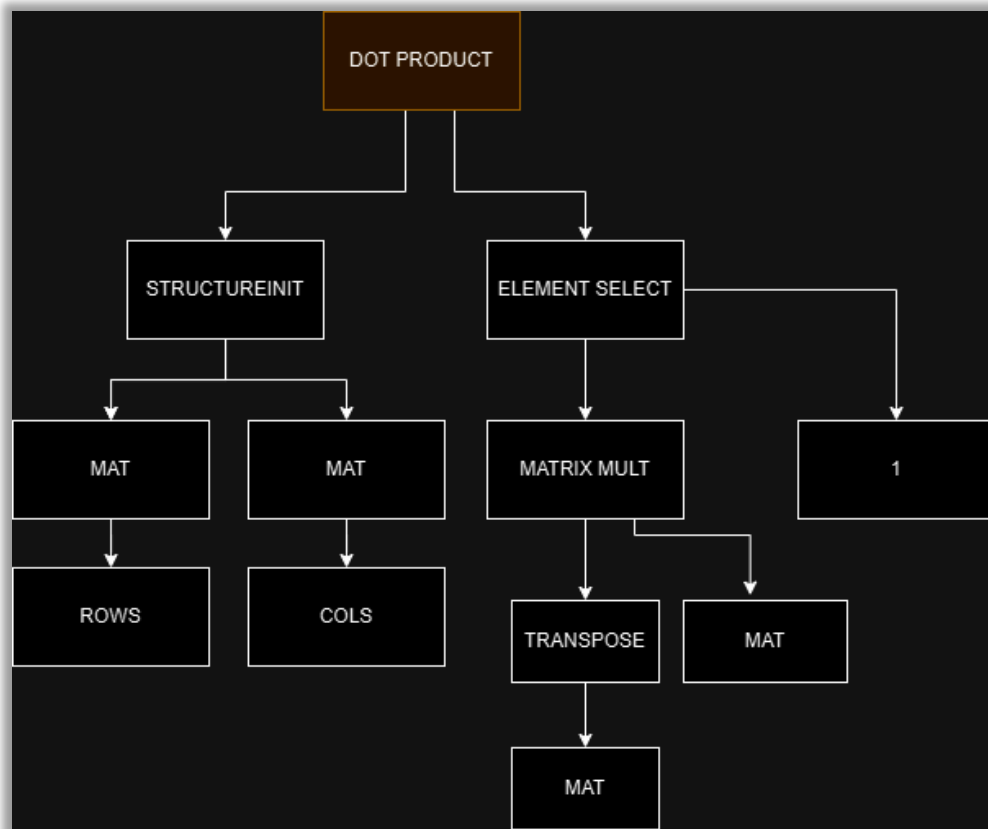 DOT PRODUCT
STRUCTUREINIT
ELEMENT SELECT
MAT
MAT
MATRIX MULT
1
ROWS
COLS
TRANSPOSE
MAT
MAT